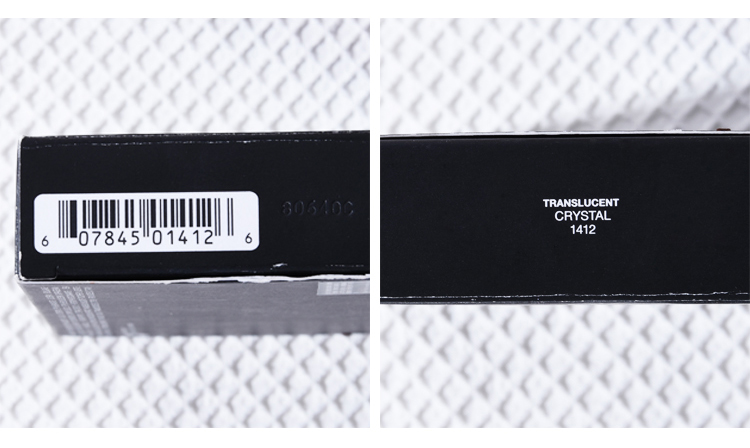 6 07845 01412 6
TRANSLUCENT
CRYSTAL
1412